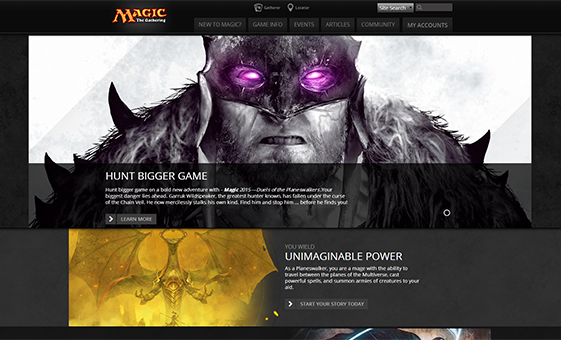 MAGIC
The Gathering
Gatherer
Locator
Site Search
NEW TO MAGIC?
GAME INFO
EVENTS
ARTICLES
COMMUNITY
MY ACCOUNTS
HUNT BIGGER GAME
Hunt bigger game on a bold new adventure with - Magic 2015—Duels of the Planeswalkers.Your
biggest danger lies ahead. Garruk Wildspeaker, the greatest hunter known, has fallen under the curse
of the Chain Veil. He now mercilessly stalks his own kind. Find him and stop him ... before he finds you!
LEARN MORE
YOU WIELD
UNIMAGINABLE POWER
As a Planeswalker, you are a mage with the ability to
travel between the planes of the Multiverse, cast
powerful spells, and summon armies of creatures to your
aid.
START YOUR STORY TODAY